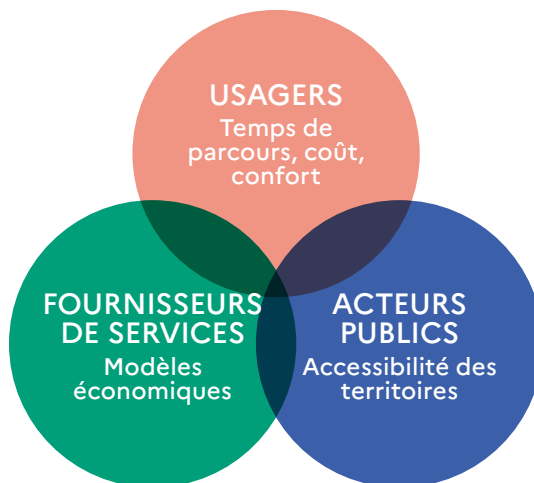 USAGERS
Temps de
parcours, coût,
confort
FOURNISSEURS
DE SERVICES
Modèles
économiques
ACTEURS
PUBLICS
Accessibilité des
territoires